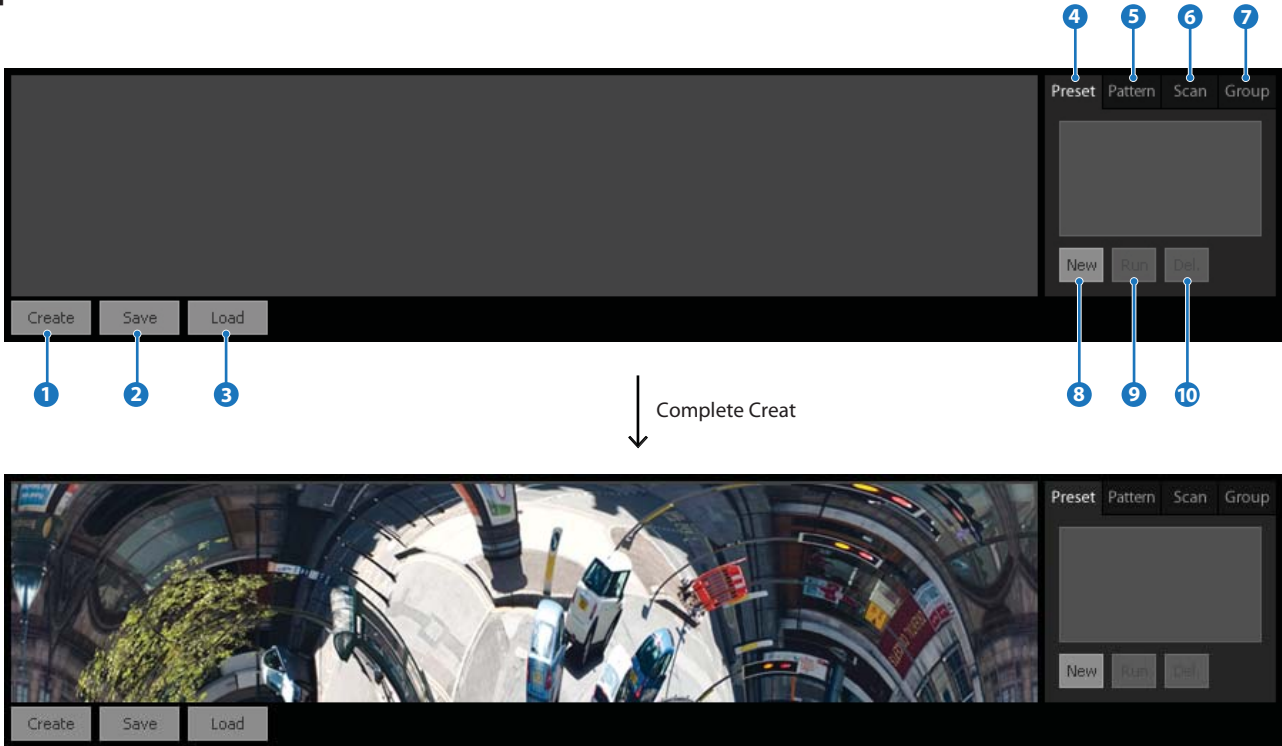 4 5 6 7
Preset Pattern Scan Group
New Run Del.
Create Save Load
1 2 3 8 9 10
Complete Creat
Preset Pattern Scan Group
New Run Del.
Create Save Load